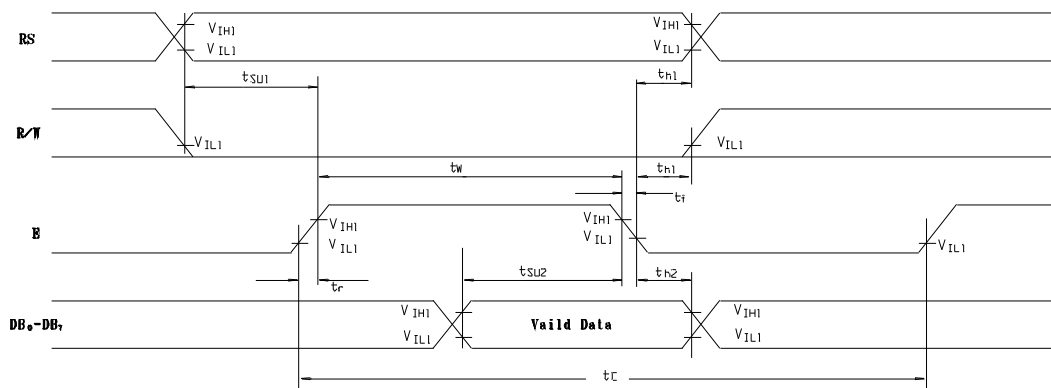 RS
VIH1
VIL1
VIH1
VIL1
tSU1
th1
R/W
VIL1
VIL1
tW
th1
tf
E
VIH1
VIL1
VIH1
VIL1
VIL1
tr
tSU2
th2
DB0-DB7
VIH1
VIL1
Vaild Data
VIH1
VIL1
tC